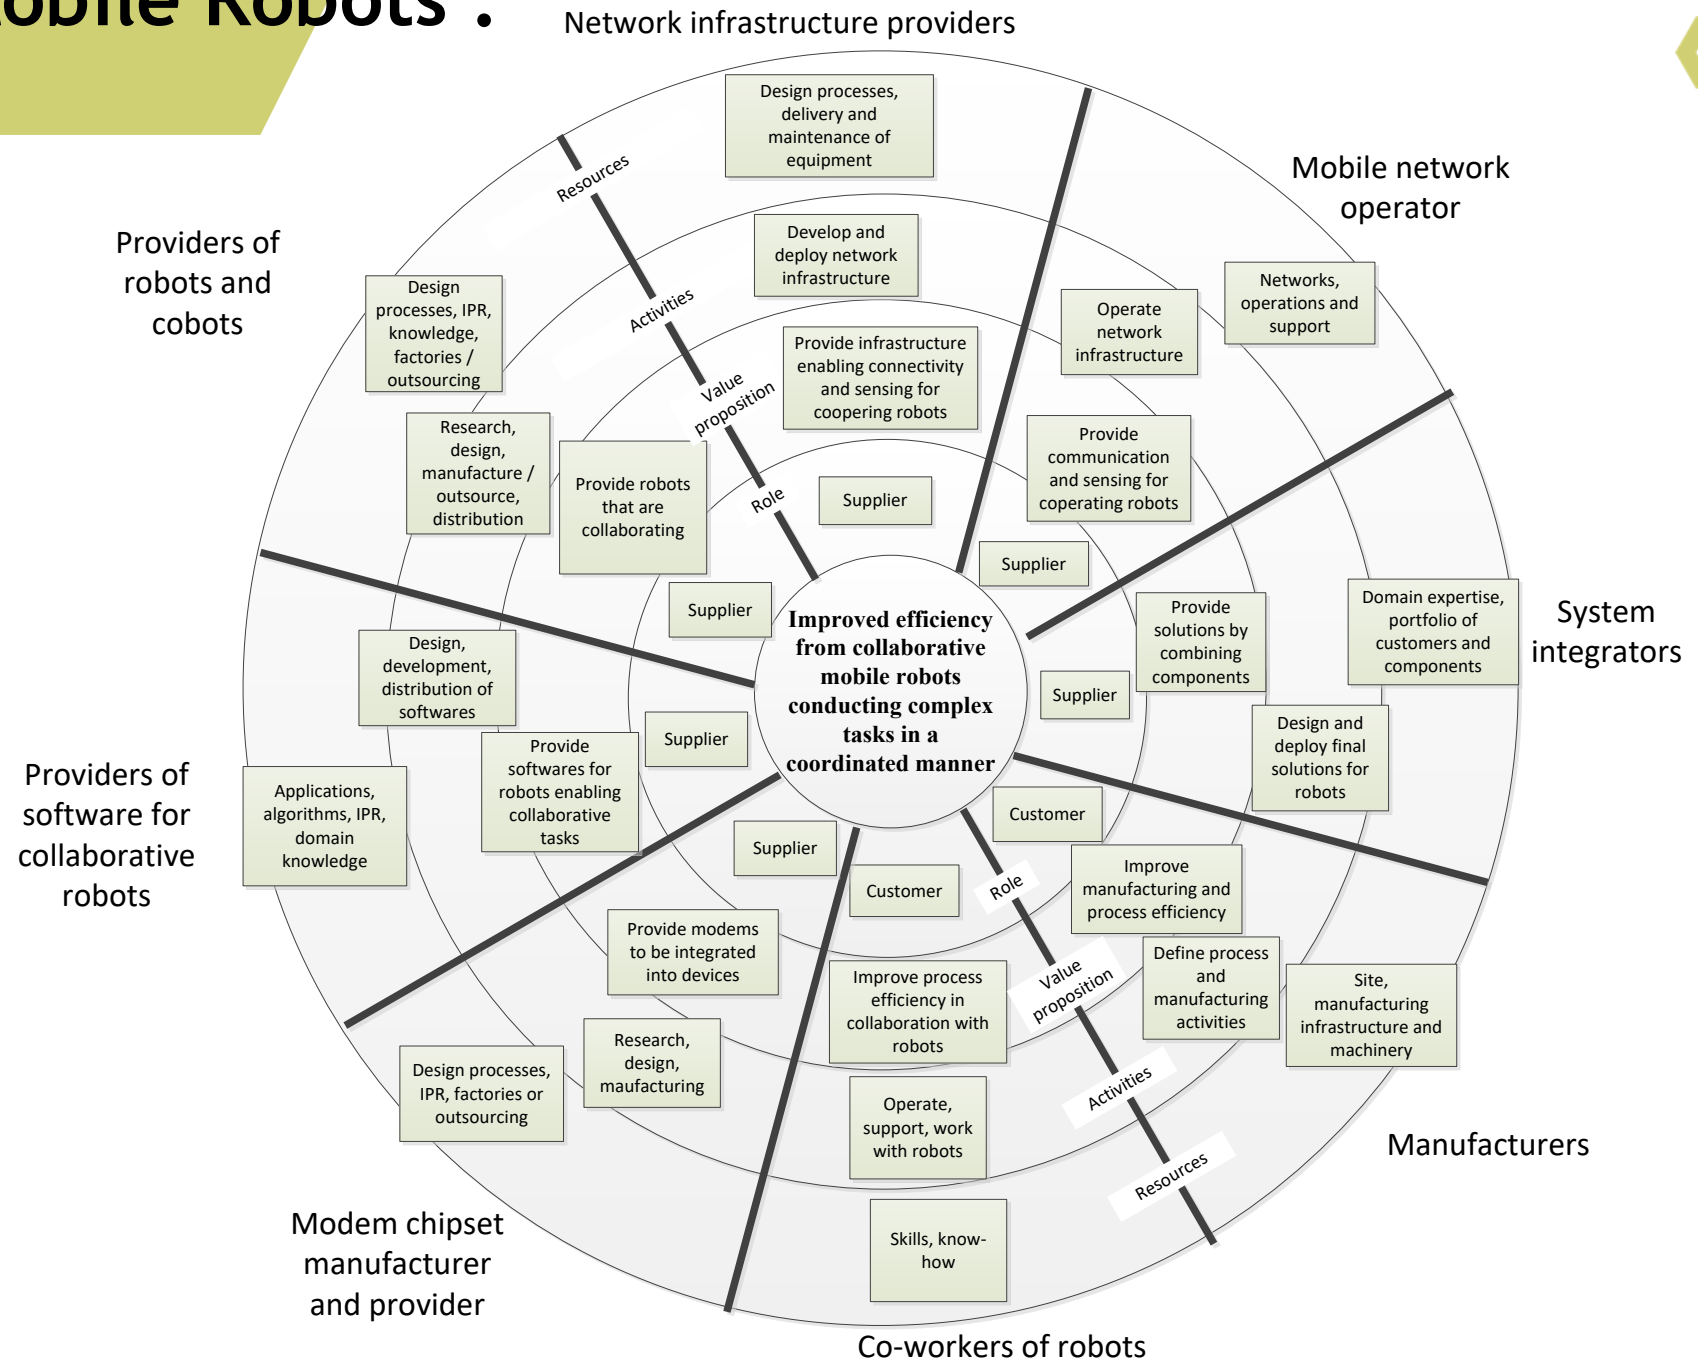 obile Robots".
Network infrastructure providers
Design processes,
delivery and
maintenance of
equipment
Develop and
deploy network
infrastructure
Provide infrastructure
enabling connectivity
and sensing for
coopering robots
Supplier
Mobile network
operator
Networks,
operations and
support
Operate
network
infrastructure
Provide
communication
and sensing for
coperating robots
Supplier
System
integrators
Domain expertise,
portfolio of
customers and
components
Design and
deploy final
solutions for
robots
Provide
solutions by
combining
components
Supplier
Manufacturers
Site,
manufacturing
infrastructure and
machinery
Define process
and
manufacturing
activities
Improve
manufacturing and
process efficiency
Customer
Role
Value
proposition
Activities
Resources
Co-workers of robots
Skills, know-
how
Operate,
support, work
with robots
Improve process
efficiency in
collaboration with
robots
Customer
Modem chipset
manufacturer
and provider
Design processes,
IPR, factories or
outsourcing
Research,
design,
maufacturing
Provide modems
to be integrated
into devices
Supplier
Providers of
software for
collaborative
robots
Applications,
algorithms, IPR,
domain
knowledge
Design,
development,
distribution of
softwares
Provide
softwares for
robots enabling
collaborative
tasks
Supplier
Providers of
robots and
cobots
Design
processes, IPR,
knowledge,
factories /
outsourcing
Research,
design,
manufacture /
outsource,
distribution
Provide robots
that are
collaborating
Supplier
Resources
Activities
Value
proposition
Role
Improved efficiency
from collaborative
mobile robots
conducting complex
tasks in a
coordinated manner